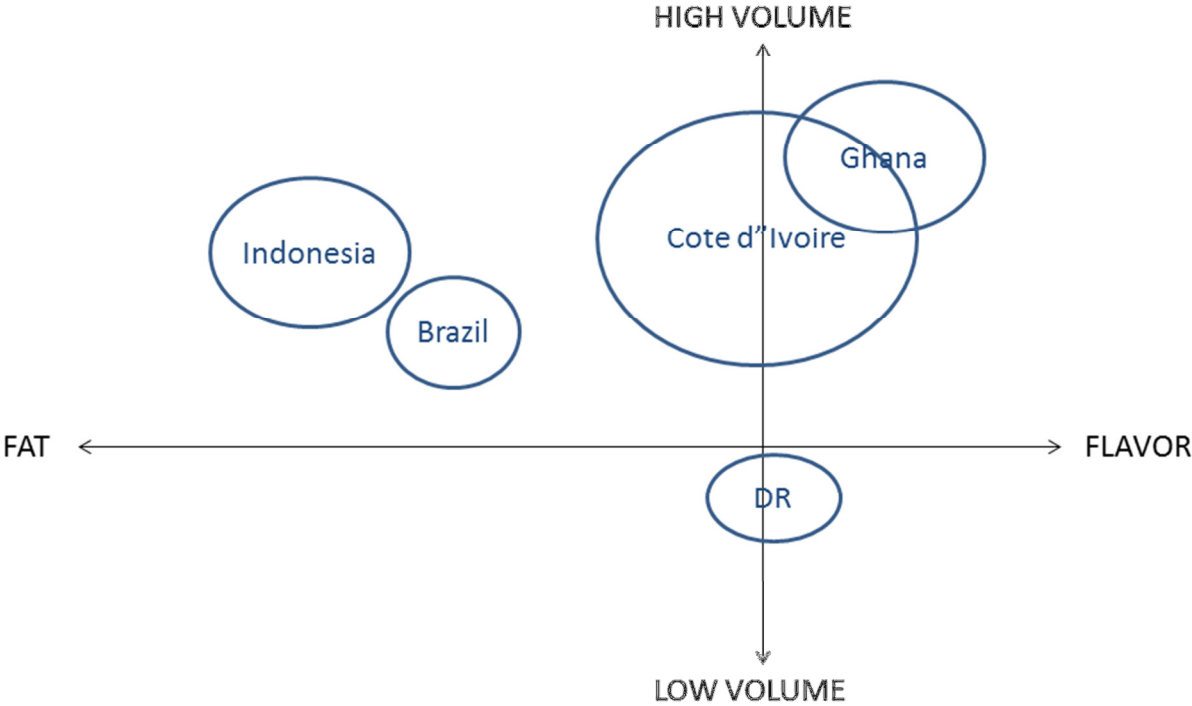 HIGH VOLUME
Ghana
Cote d”Ivoire
Indonesia
Brazil
FAT
FLAVOR
DR
LOW VOLUME